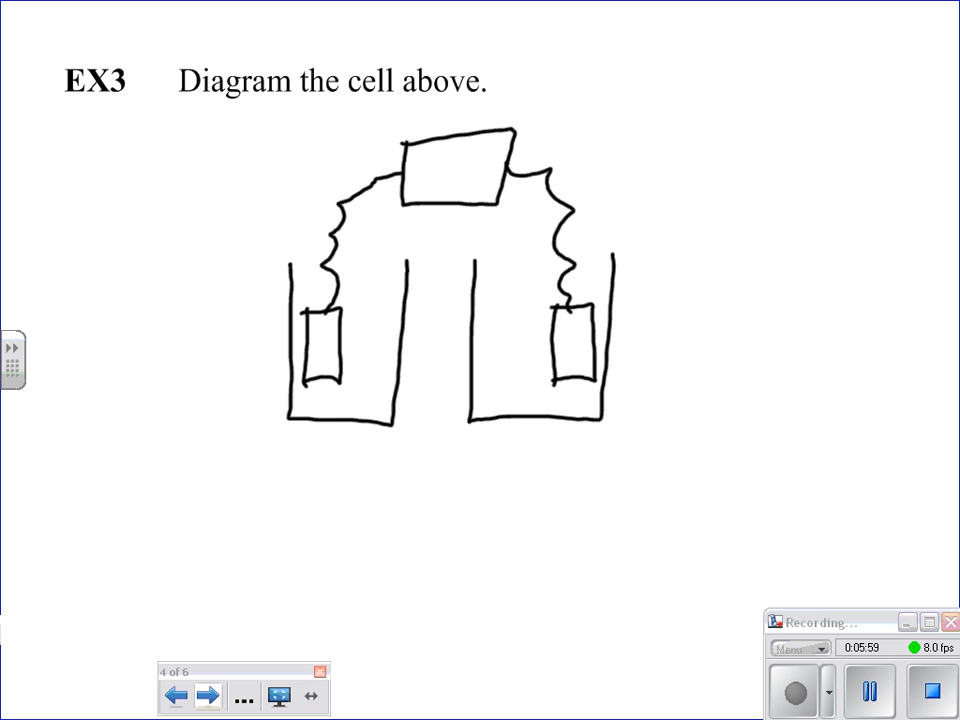 EX3 Diagram the cell above.
Recording...
Menu
0:05:59
8.0 fps
4 of 6
...